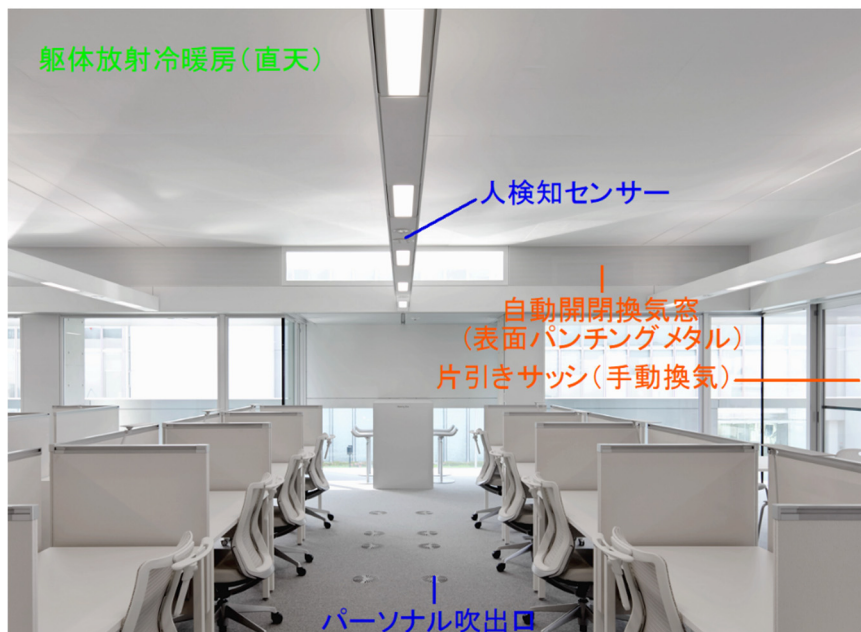 躯体放射冷暖房(直天)
人検知センサー
自動開閉換気窓
(表面パンチングメタル)
片引きサッシ(手動換気)
パーソナル吹出口